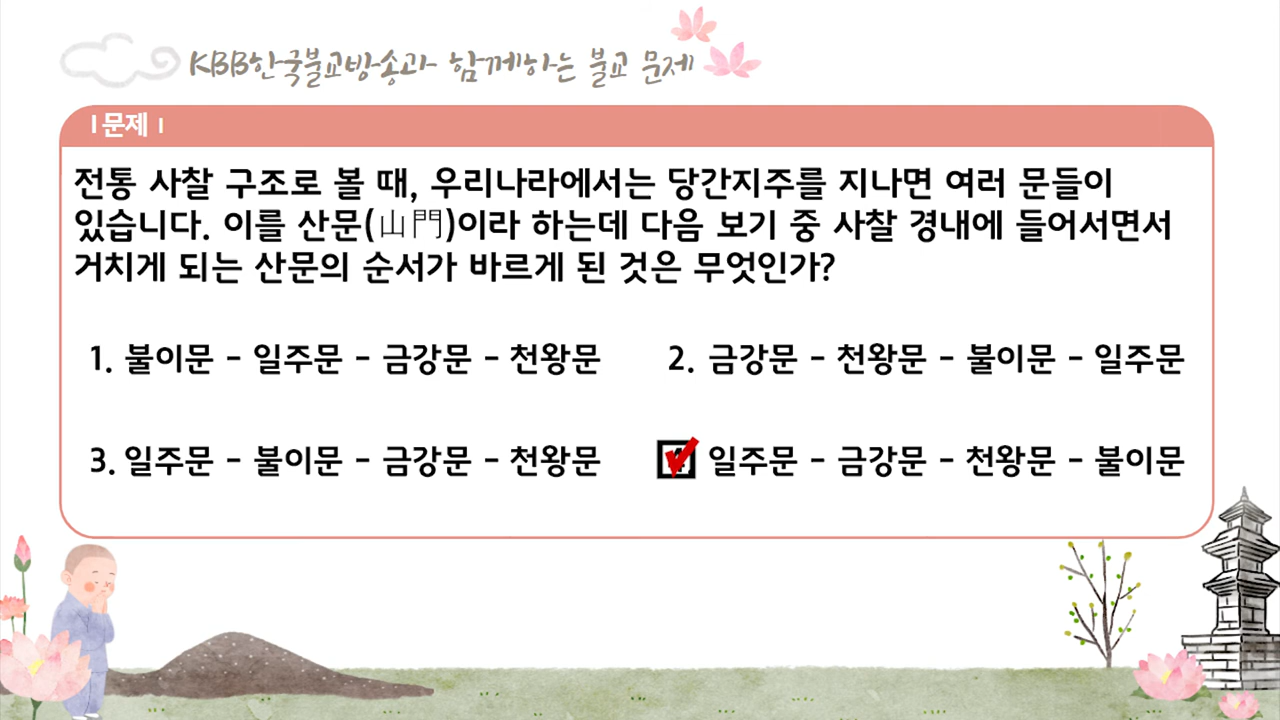 KBB한국불교방송과 함께하는 불교 문제
| 문제 |
전통 사찰 구조로 볼 때, 우리나라에서는 당간지주를 지나면 여러 문들이
있습니다. 이를 산문(山門)이라 하는데 다음 보기 중 사찰 경내에 들어서면서
거치게 되는 산문의 순서가 바르게 된 것은 무엇인가?
1. 불이문 - 일주문 - 금강문 - 천왕문
2. 금강문 - 천왕문 - 불이문 - 일주문
3. 일주문 - 불이문 - 금강문 - 천왕문
일주문 - 금강문 - 천왕문 - 불이문